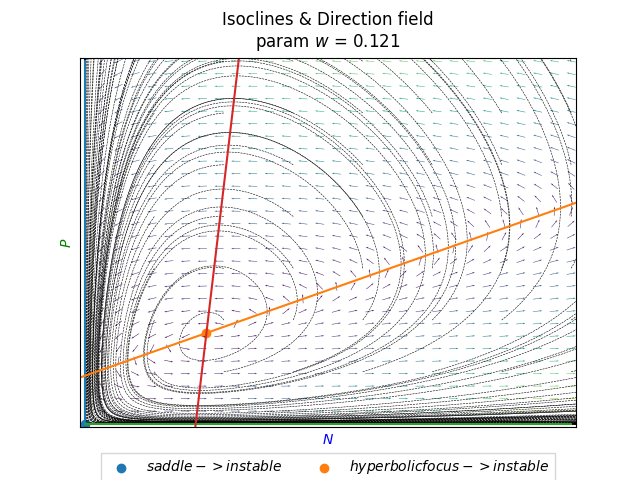 Isoclines & Direction field
param w = 0.121
P
N
saddle − > instable
hyperbolicfocus − > instable